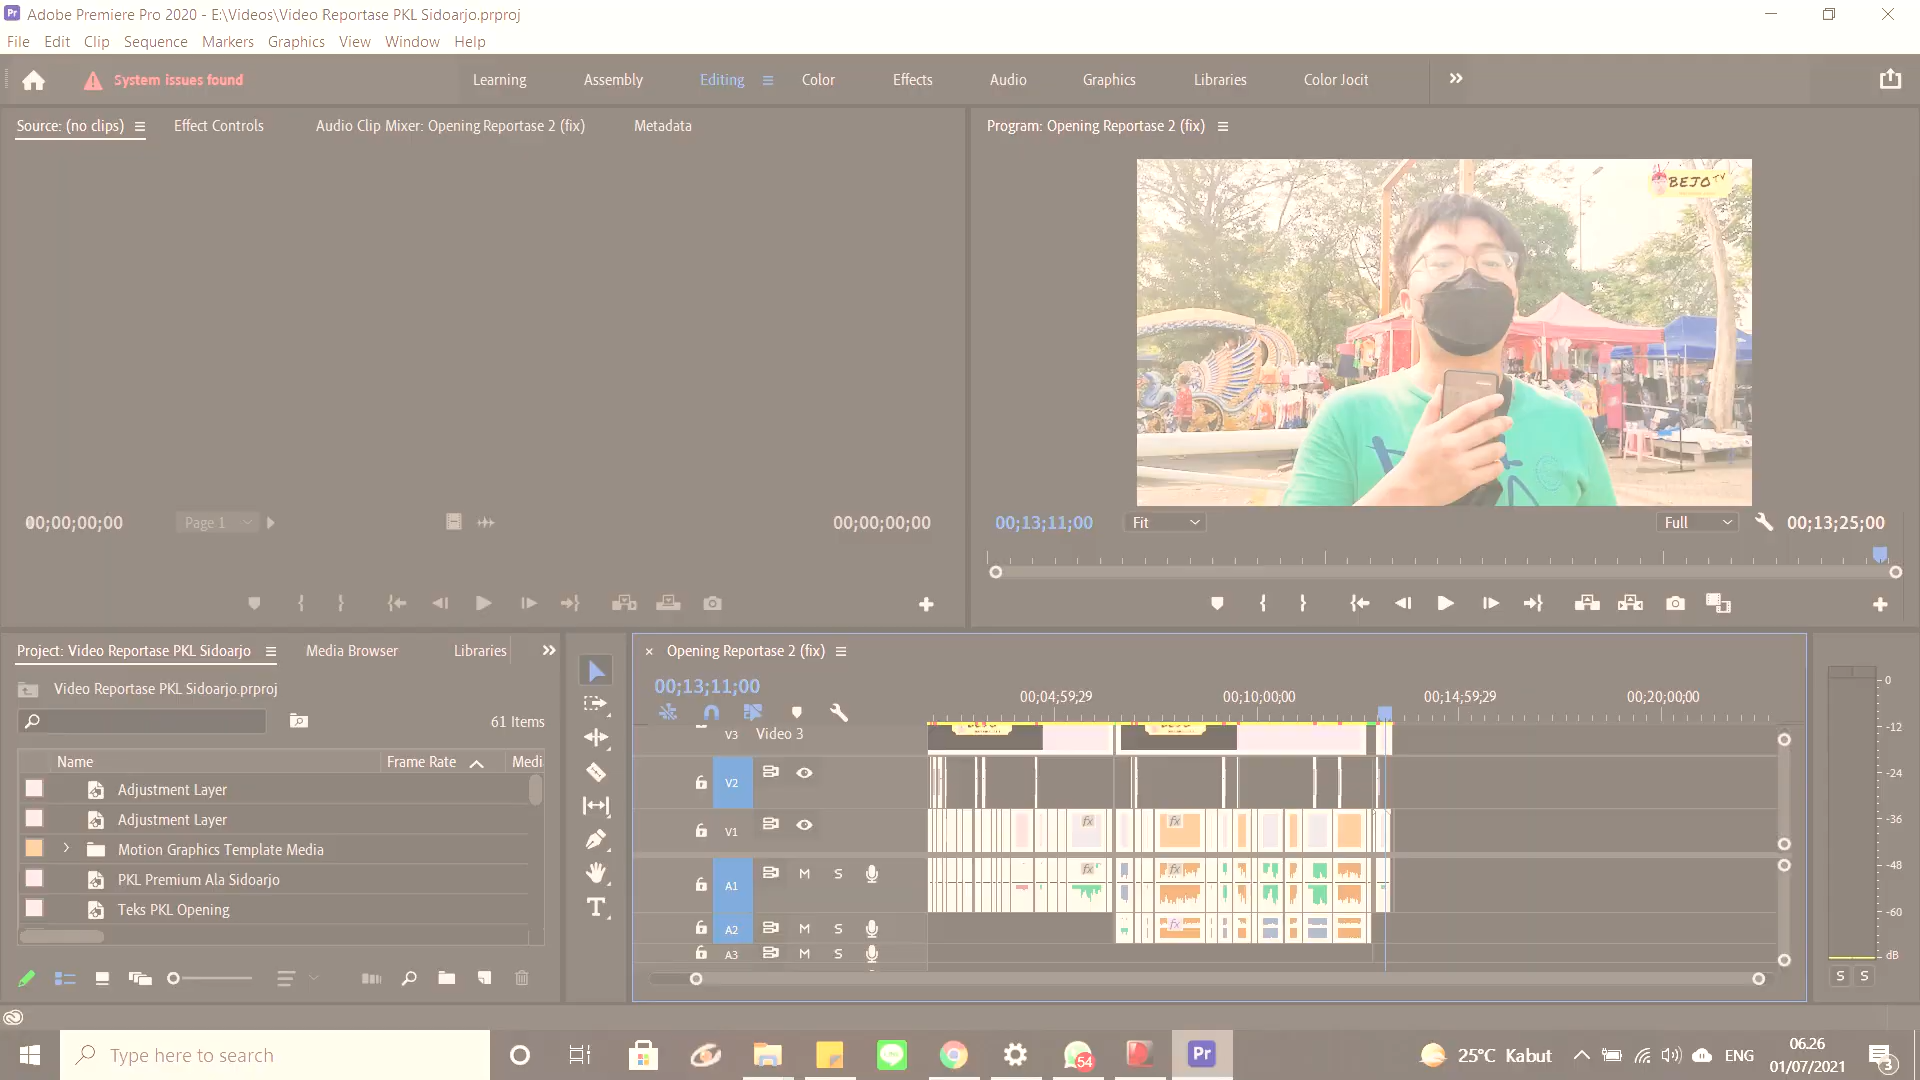 Adobe Premiere Pro 2020 - E:\Videos\Video Reportase PKL Sidoarjo.prproj
File Edit Clip Sequence Markers Graphics View Window Help
System issues found
Learning Assembly Editing Color Effects Audio Graphics Libraries Color Jocit
Source: (no clips) Effect Controls Audio Clip Mixer: Opening Reportase 2 (fix) Metadata
Program: Opening Reportase 2 (fix)
BEJO TV
00;00;00;00 Page 1 00;00;00;00
00;13;11;00 Fit Full 00;13;25;00
Project: Video Reportase PKL Sidoarjo Media Browser Libraries
Video Reportase PKL Sidoarjo.prproj
61 Items
Name Frame Rate Medi
Adjustment Layer
Adjustment Layer
Motion Graphics Template Media
PKL Premium Ala Sidoarjo
Teks PKL Opening
Opening Reportase 2 (fix)
00;13;11;00
00;04;59;29 00;10;00;00 00;14;59;29 00;20;00;00
V3 Video 3
V2
V1 fx fx
A1 M S fx fx
A2 M S fx
A3 M S
0
-12
-24
-36
-48
-60
dB
S S
Type here to search
54
Pr
25°C Kabut
ENG
06.26
01/07/2021
3